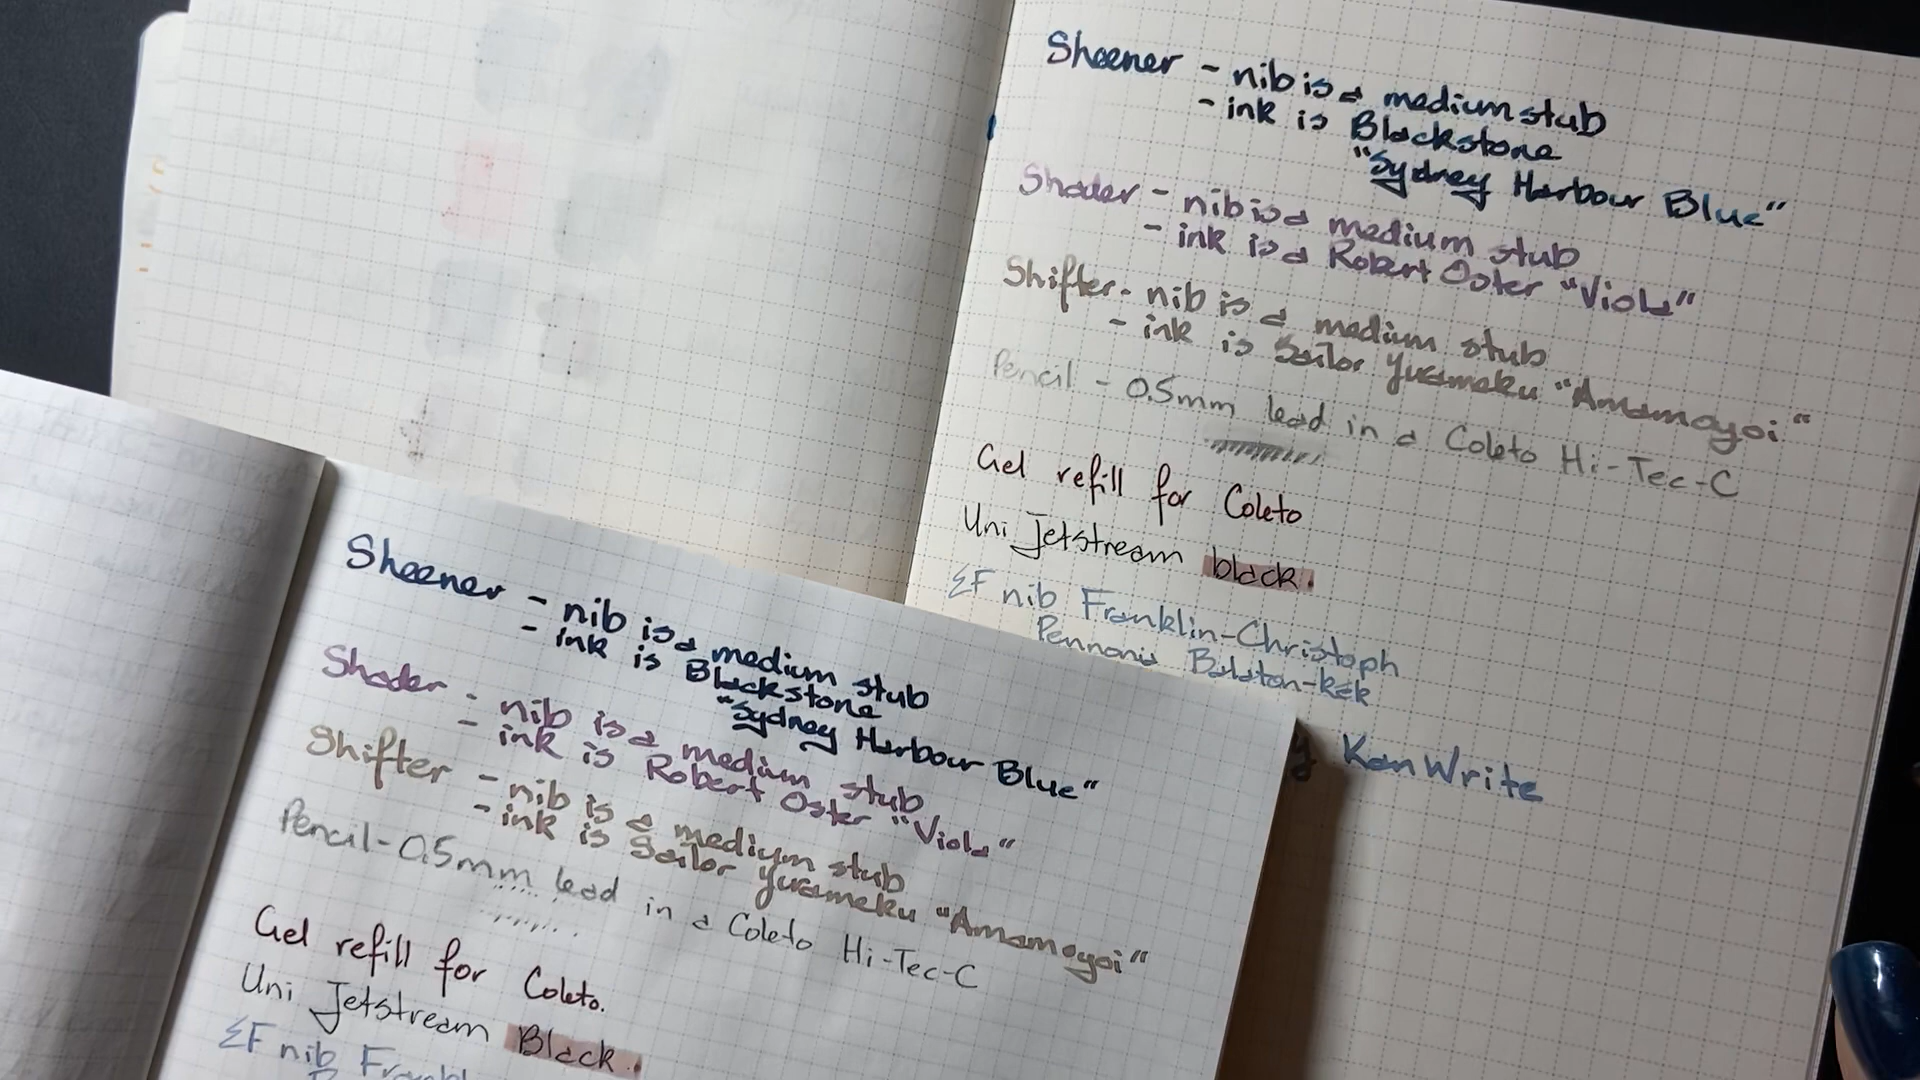 Sheener - nib is a medium stub
- ink is Blackstone
"Sydney Harbour Blue"
Shader - nib is a medium stub
- ink is a Robert Oster "Viola"
Shifter - nib is a medium stub
- ink is Sailor Yurameku "Amamoyoi"
Pencil - 0.5mm lead in a Coleto Hi-Tec-C
Gel refill for Coleto
Uni Jetstream black.
EF nib Franklin-Christoph
Pennonia Balaton-kék
KenWrite
Sheener - nib is a medium stub
- ink is Blackstone
"Sydney Harbour Blue"
Shader - nib is a medium stub
- ink is Robert Oster "Viola"
Shifter - nib is a medium stub
- ink is Sailor Yurameku "Amamoyoi"
Pencil - 0.5mm lead in a Coleto Hi-Tec-C
Gel refill for Coleto.
Uni Jetstream Black.
EF nib